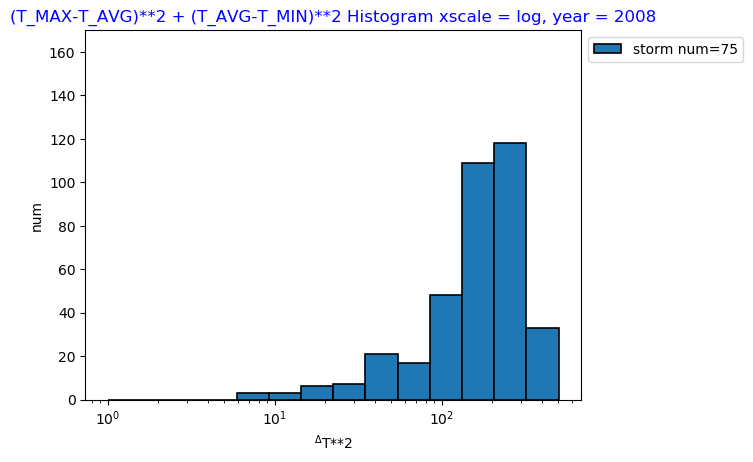 (T_MAX-T_AVG)**2 + (T_AVG-T_MIN)**2 Histogram xscale = log, year = 2008
storm num=75
160
140
120
100
80
60
40
20
0
num
10⁰ 10¹ 10²
ᐃT**2